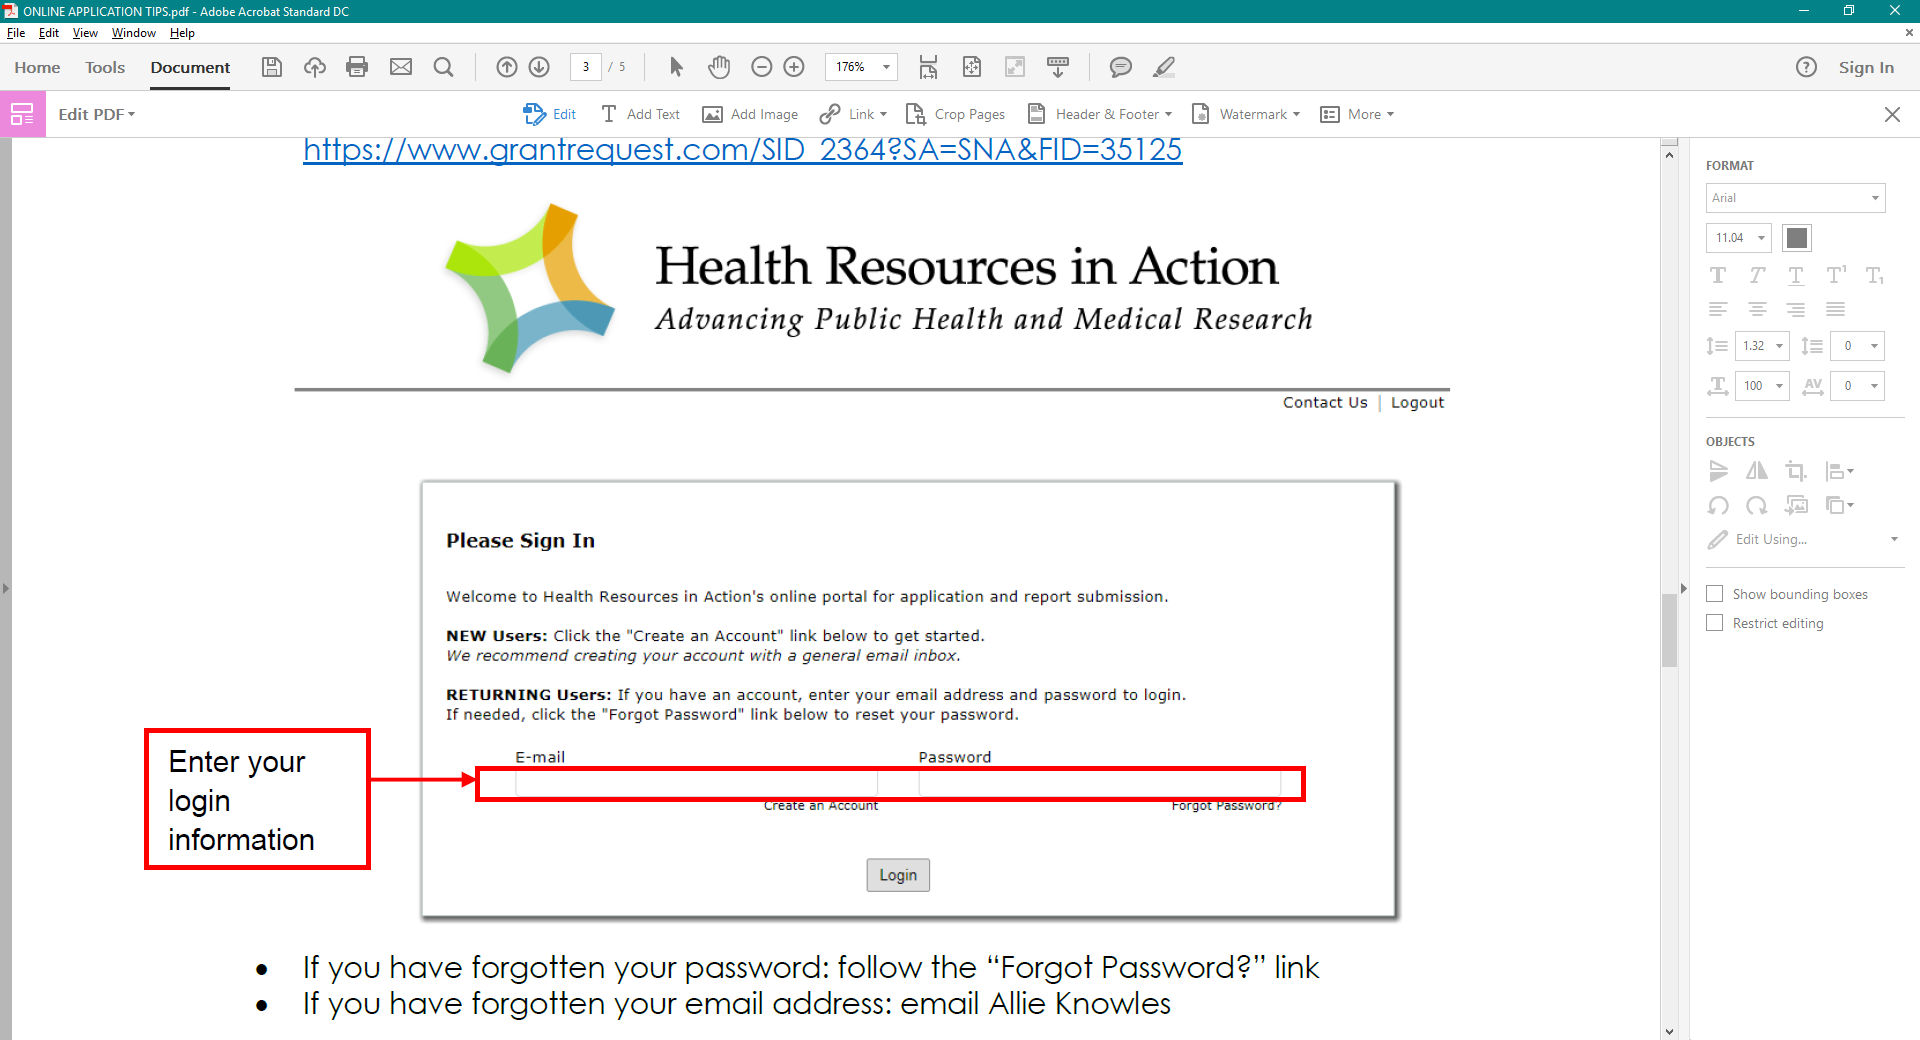 ONLINE APPLICATION TIPS.pdf - Adobe Acrobat Standard DC
File Edit View Window Help
Home Tools Document 3 / 5 176% Sign In
Edit PDF Edit Add Text Add Image Link Crop Pages Header & Footer Watermark More
https://www.grantrequest.com/SID_2364?SA=SNA&FID=35125
Health Resources in Action
Advancing Public Health and Medical Research
Contact Us | Logout
Please Sign In
Welcome to Health Resources in Action's online portal for application and report submission.
NEW Users: Click the "Create an Account" link below to get started.
We recommend creating your account with a general email inbox.
RETURNING Users: If you have an account, enter your email address and password to login.
If needed, click the "Forgot Password" link below to reset your password.
Enter your
login
information
E-mail Password
Create an Account Forgot Password?
Login
• If you have forgotten your password: follow the “Forgot Password?” link
• If you have forgotten your email address: email Allie Knowles
FORMAT
Arial
11.04
T T T T1 T1
1.32 0
T 100 AV 0
OBJECTS
Edit Using...
Show bounding boxes
Restrict editing